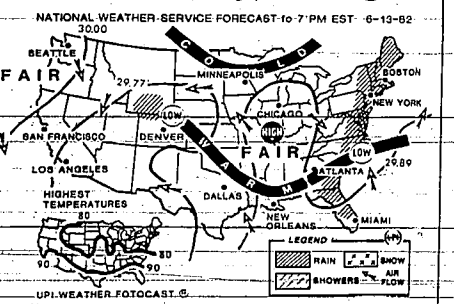 NATIONAL WEATHER SERVICE FORECAST to 7 PM EST 6-13-82
30.00
SEATTLE
COLD
FAIR
29.77
MINNEAPOLIS
BOSTON
NEW YORK
CHICAGO
LOW
HIGH
SAN FRANCISCO
DENVER
WARM
FAIR
LOW
LOS ANGELES
ATLANTA
29.89
HIGHEST
TEMPERATURES
DALLAS
NEW
ORLEANS
MIAMI
80
80
90
90
LEGEND
RAIN
SNOW
SHOWERS
AIR
FLOW
UPI WEATHER FOTOCAST ©